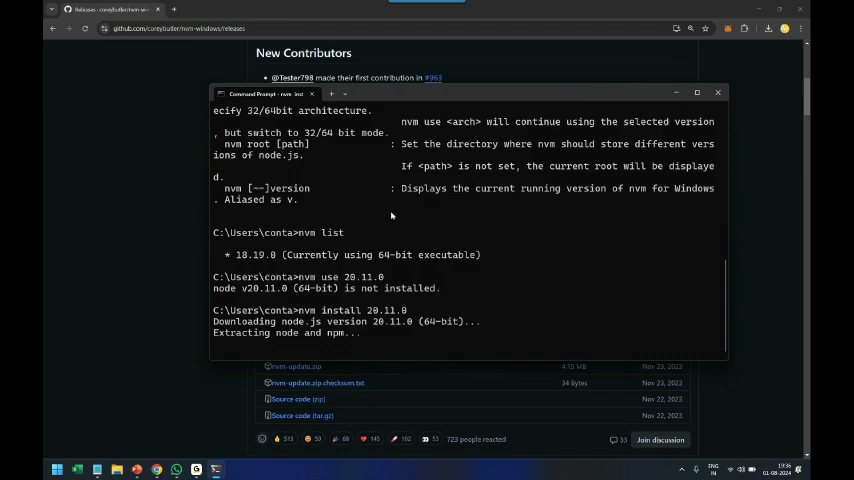 Releases · coreybutler/nvm-win
github.com/coreybutler/nvm-windows/releases
New Contributors
@Tester798 made their first contribution in #963
Command Prompt - nvm inst
ecify 32/64bit architecture.
nvm use <arch> will continue using the selected version
, but switch to 32/64 bit mode.
nvm root [path] : Set the directory where nvm should store different vers
ions of node.js.
If <path> is not set, the current root will be displaye
d.
nvm [--]version : Displays the current running version of nvm for Windows
. Aliased as v.
C:\Users\conta>nvm list
* 18.19.0 (Currently using 64-bit executable)
C:\Users\conta>nvm use 20.11.0
node v20.11.0 (64-bit) is not installed.
C:\Users\conta>nvm install 20.11.0
Downloading node.js version 20.11.0 (64-bit)...
Extracting node and npm...
nvm-update.zip 4.15 MB Nov 23, 2023
nvm-update.zip.checksum.txt 34 Bytes Nov 23, 2023
Source code (zip) Nov 22, 2023
Source code (tar.gz) Nov 22, 2023
513 59 68 145 102 53 723 people reacted 33 Join discussion
ENG 19:36
IN 01-08-2024